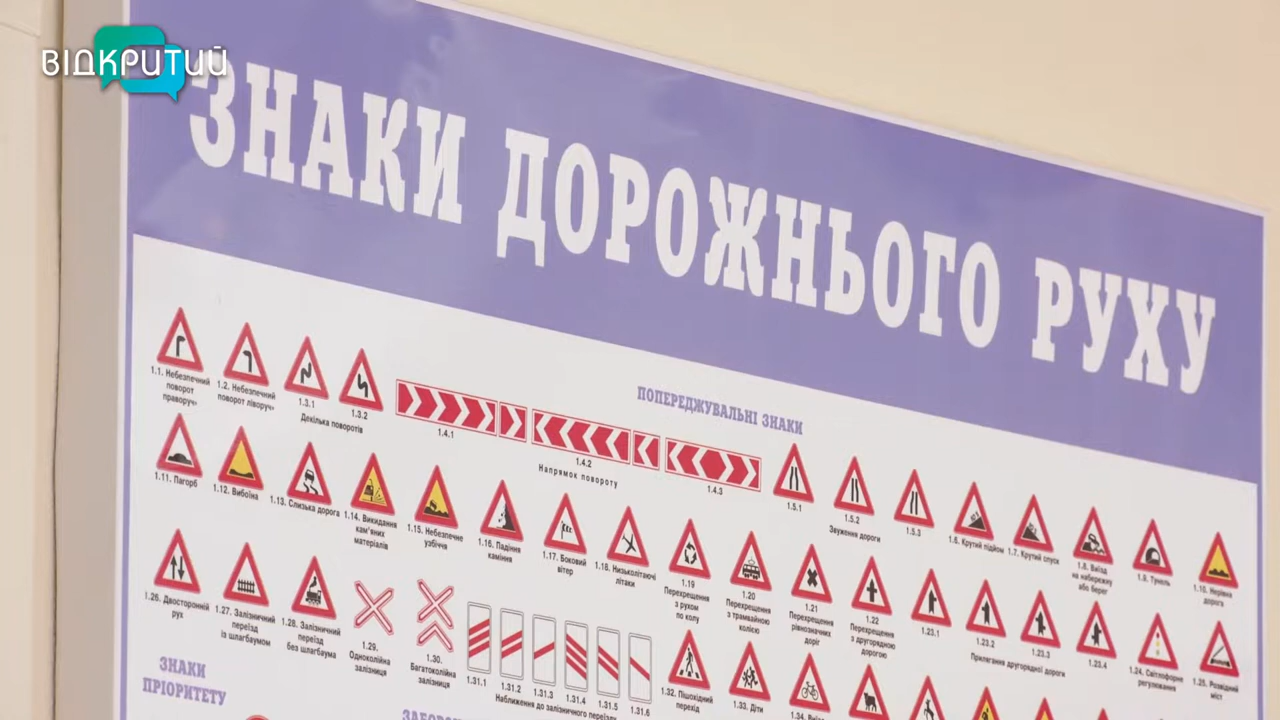 ВІДКРИТИЙ
ЗНАКИ ДОРОЖНЬОГО РУХУ
ПОПЕРЕДЖУВАЛЬНІ ЗНАКИ
1.1. Небезпечний
поворот
праворуч
1.2. Небезпечний
поворот ліворуч
1.3.1
1.3.2
Декілька поворотів
1.4.1
1.4.2
Напрямок повороту
1.4.3
1.5.1
1.5.2
Звуження дороги
1.5.3
1.6. Крутий підйом
1.7. Крутий спуск
1.8. Виїзд
на набережну
або берег
1.9. Тунель
1.10. Нерівна
дорога
1.11. Пагорб
1.12. Вибоїна
1.13. Слизька дорога
1.14. Викидання
кам'яних
матеріалів
1.15. Небезпечне
узбіччя
1.16. Падіння
каміння
1.17. Боковий
вітер
1.18. Низьколітаючі
літаки
1.19
Перехрещення
з рухом
по колу
1.20
Перехрещення
з трамвайною
колією
1.21
Перехрещення
рівнозначних
доріг
1.22
Перехрещення
з другорядною
дорогою
1.23.1
1.23.2
1.23.3
1.23.4
Прилягання другорядної дороги
1.24. Світлофорне
регулювання
1.25. Розвідний
міст
1.26. Двосторонній
рух
1.27. Залізничний
переїзд
із шлагбаумом
1.28. Залізничний
переїзд
без шлагбаума
1.29.
Одноколійна
залізниця
1.30.
Багатоколійна
залізниця
1.31.1
1.31.2
1.31.3
1.31.4
1.31.5
1.31.6
Наближення до залізничного переїзду
1.32. Пішохідний
перехід
1.33. Діти
1.34.
ЗНАКИ
ПРІОРИТЕТУ